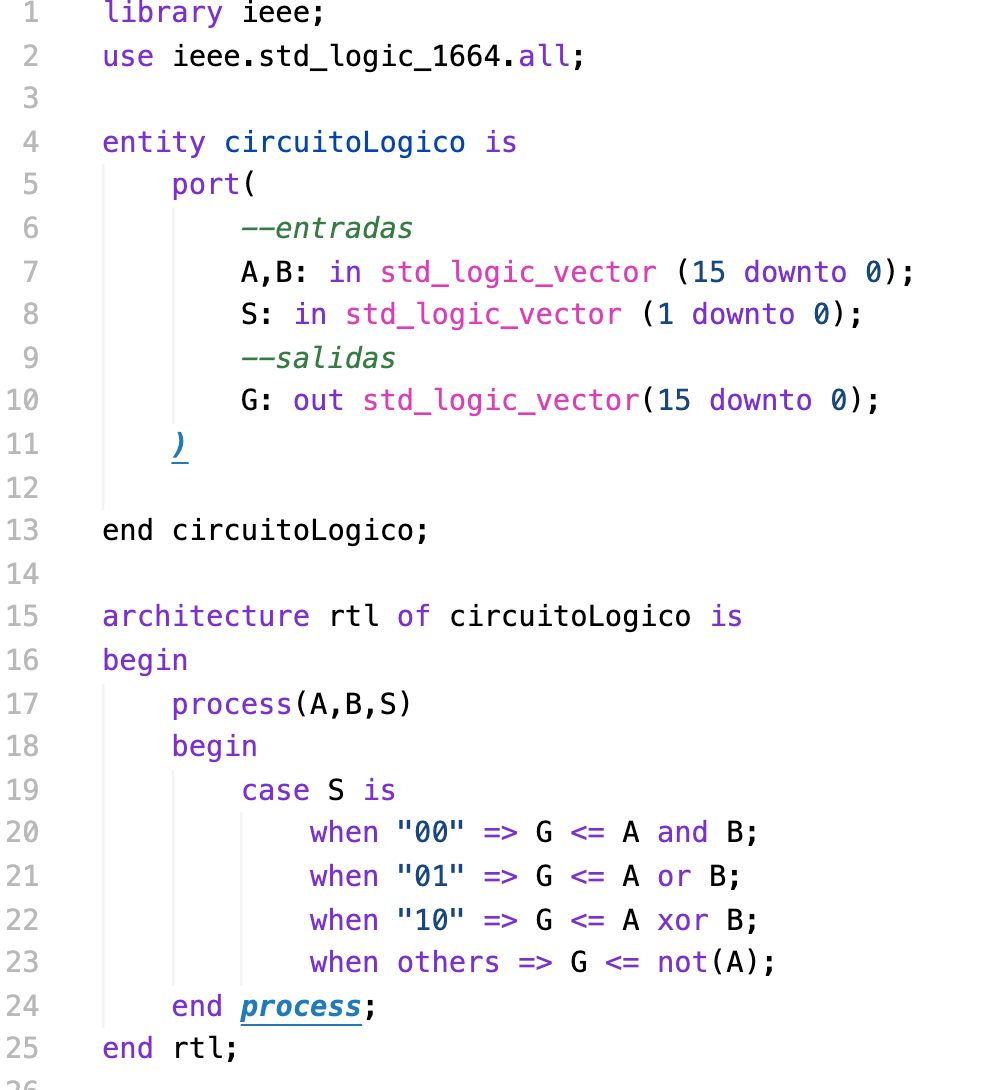 1 library ieee;
2 use ieee.std_logic_1664.all;
3
4 entity circuitoLogico is
5 port(
6 --entradas
7 A,B: in std_logic_vector (15 downto 0);
8 S: in std_logic_vector (1 downto 0);
9 --salidas
10 G: out std_logic_vector(15 downto 0);
11 )
12
13 end circuitoLogico;
14
15 architecture rtl of circuitoLogico is
16 begin
17 process(A,B,S)
18 begin
19 case S is
20 when "00" => G <= A and B;
21 when "01" => G <= A or B;
22 when "10" => G <= A xor B;
23 when others => G <= not(A);
24 end process;
25 end rtl;
26